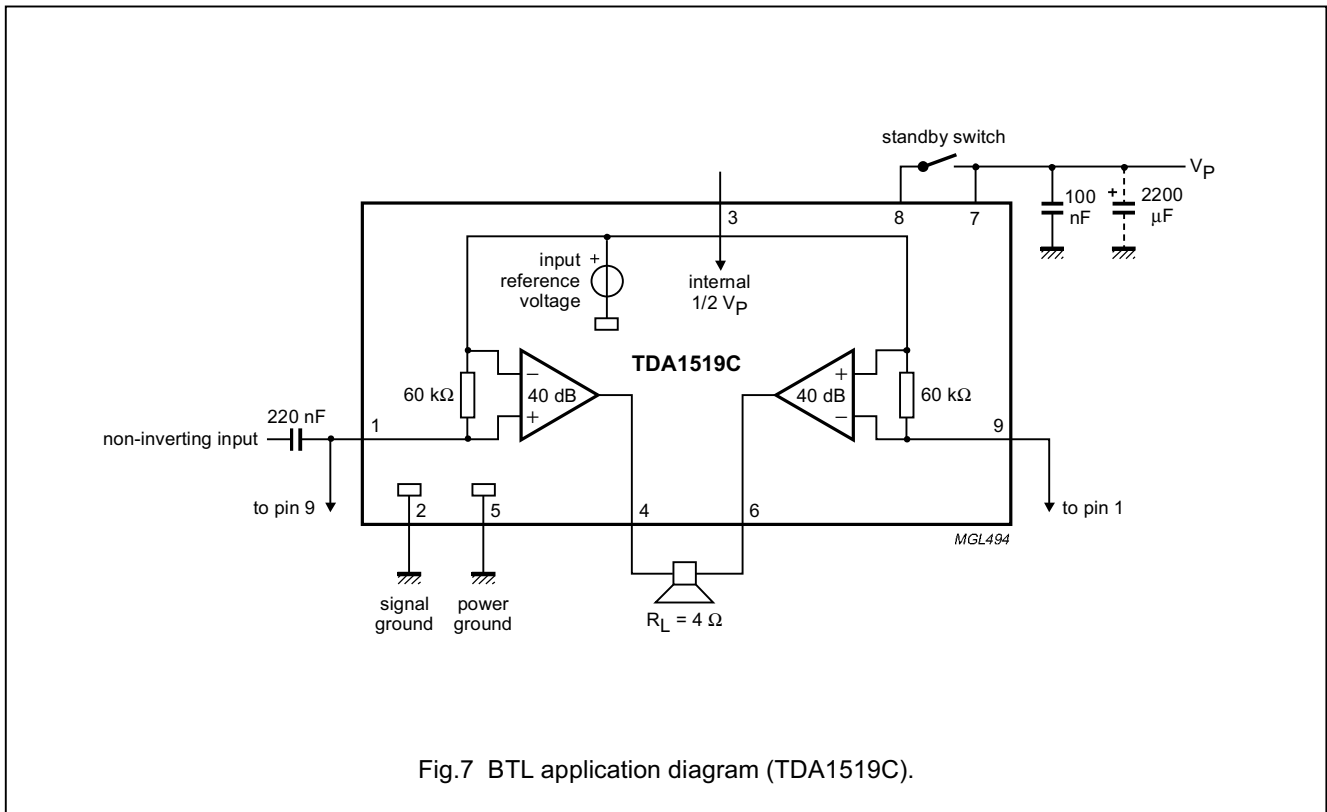 standby switch
V_P
100
nF
+
2200
μF
3
8
7
input
reference
voltage
+
internal
1/2 V_P
TDA1519C
60 kΩ
−
+
40 dB
40 dB
+
−
60 kΩ
220 nF
non-inverting input
1
9
to pin 9
2
5
4
6
to pin 1
MGL494
signal
ground
power
ground
R_L = 4 Ω
Fig.7 BTL application diagram (TDA1519C).